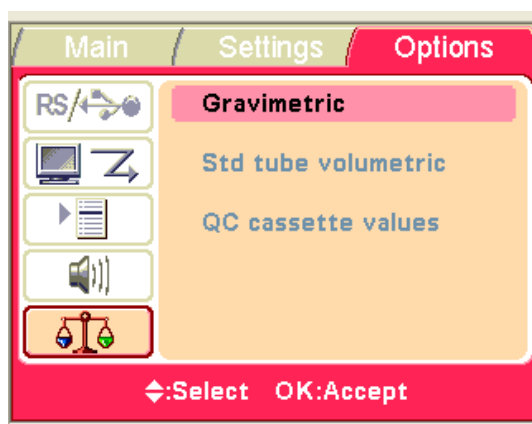 Main Settings Options
RS/
Gravimetric
Std tube volumetric
QC cassette values
:Select OK:Accept